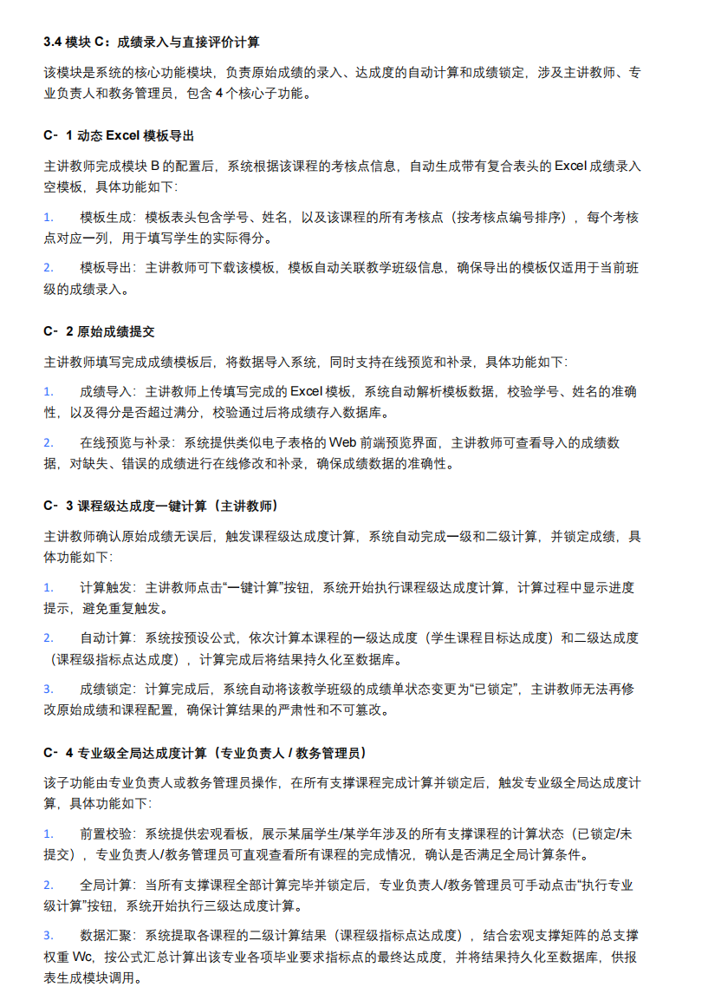 3.4 模块 C：成绩录入与直接评价计算
该模块是系统的核心功能模块，负责原始成绩的录入、达成度的自动计算和成绩锁定，涉及主讲教师、专
业负责人和教务管理员，包含 4 个核心子功能。
C- 1 动态 Excel 模板导出
主讲教师完成模块 B 的配置后，系统根据该课程的考核点信息，自动生成带有复合表头的 Excel 成绩录入
空模板，具体功能如下：
1. 模板生成：模板表头包含学号、姓名，以及该课程的所有考核点（按考核点编号排序），每个考核
点对应一列，用于填写学生的实际得分。
2. 模板导出：主讲教师可下载该模板，模板自动关联教学班级信息，确保导出的模板仅适用于当前班
级的成绩录入。
C- 2 原始成绩提交
主讲教师填写完成成绩模板后，将数据导入系统，同时支持在线预览和补录，具体功能如下：
1. 成绩导入：主讲教师上传填写完成的 Excel 模板，系统自动解析模板数据，校验学号、姓名的准确
性，以及得分是否超过满分，校验通过后将成绩存入数据库。
2. 在线预览与补录：系统提供类似电子表格的 Web 前端预览界面，主讲教师可查看导入的成绩数
据，对缺失、错误的成绩进行在线修改和补录，确保成绩数据的准确性。
C- 3 课程级达成度一键计算（主讲教师）
主讲教师确认原始成绩无误后，触发课程级达成度计算，系统自动完成一级和二级计算，并锁定成绩，具
体功能如下：
1. 计算触发：主讲教师点击“一键计算”按钮，系统开始执行课程级达成度计算，计算过程中显示进度
提示，避免重复触发。
2. 自动计算：系统按预设公式，依次计算本课程的一级达成度（学生课程目标达成度）和二级达成度
（课程级指标点达成度），计算完成后将结果持久化至数据库。
3. 成绩锁定：计算完成后，系统自动将该教学班级的成绩单状态变更为“已锁定”，主讲教师无法再修
改原始成绩和课程配置，确保计算结果的严肃性和不可篡改。
C- 4 专业级全局达成度计算（专业负责人 / 教务管理员）
该子功能由专业负责人或教务管理员操作，在所有支撑课程完成计算并锁定后，触发专业级全局达成度计
算，具体功能如下：
1. 前置校验：系统提供宏观看板，展示某届学生/某学年涉及的所有支撑课程的计算状态（已锁定/未
提交），专业负责人/教务管理员可直观查看所有课程的完成情况，确认是否满足全局计算条件。
2. 全局计算：当所有支撑课程全部计算完毕并锁定后，专业负责人/教务管理员可手动点击“执行专业
级计算”按钮，系统开始执行三级达成度计算。
3. 数据汇聚：系统提取各课程的二级计算结果（课程级指标点达成度），结合宏观支撑矩阵的总支撑
权重 Wc，按公式汇总计算出该专业各项毕业要求指标点的最终达成度，并将结果持久化至数据库，供报
表生成模块调用。